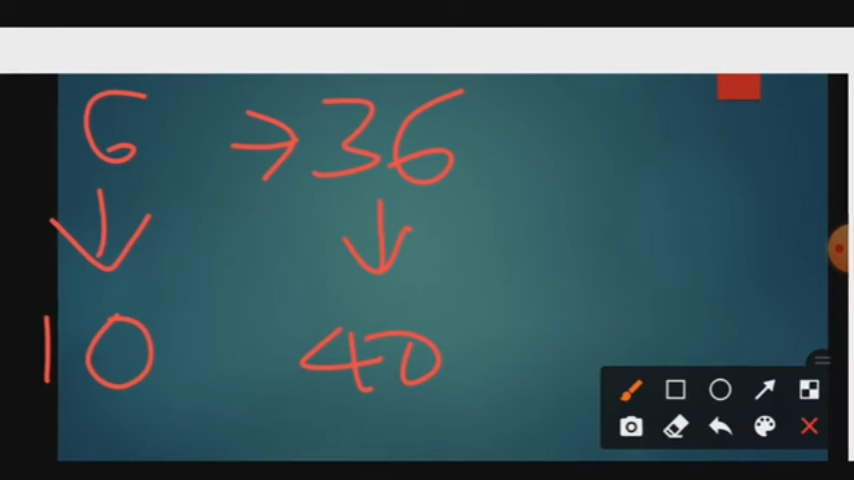 6 → 36
↓ ↓
10 40